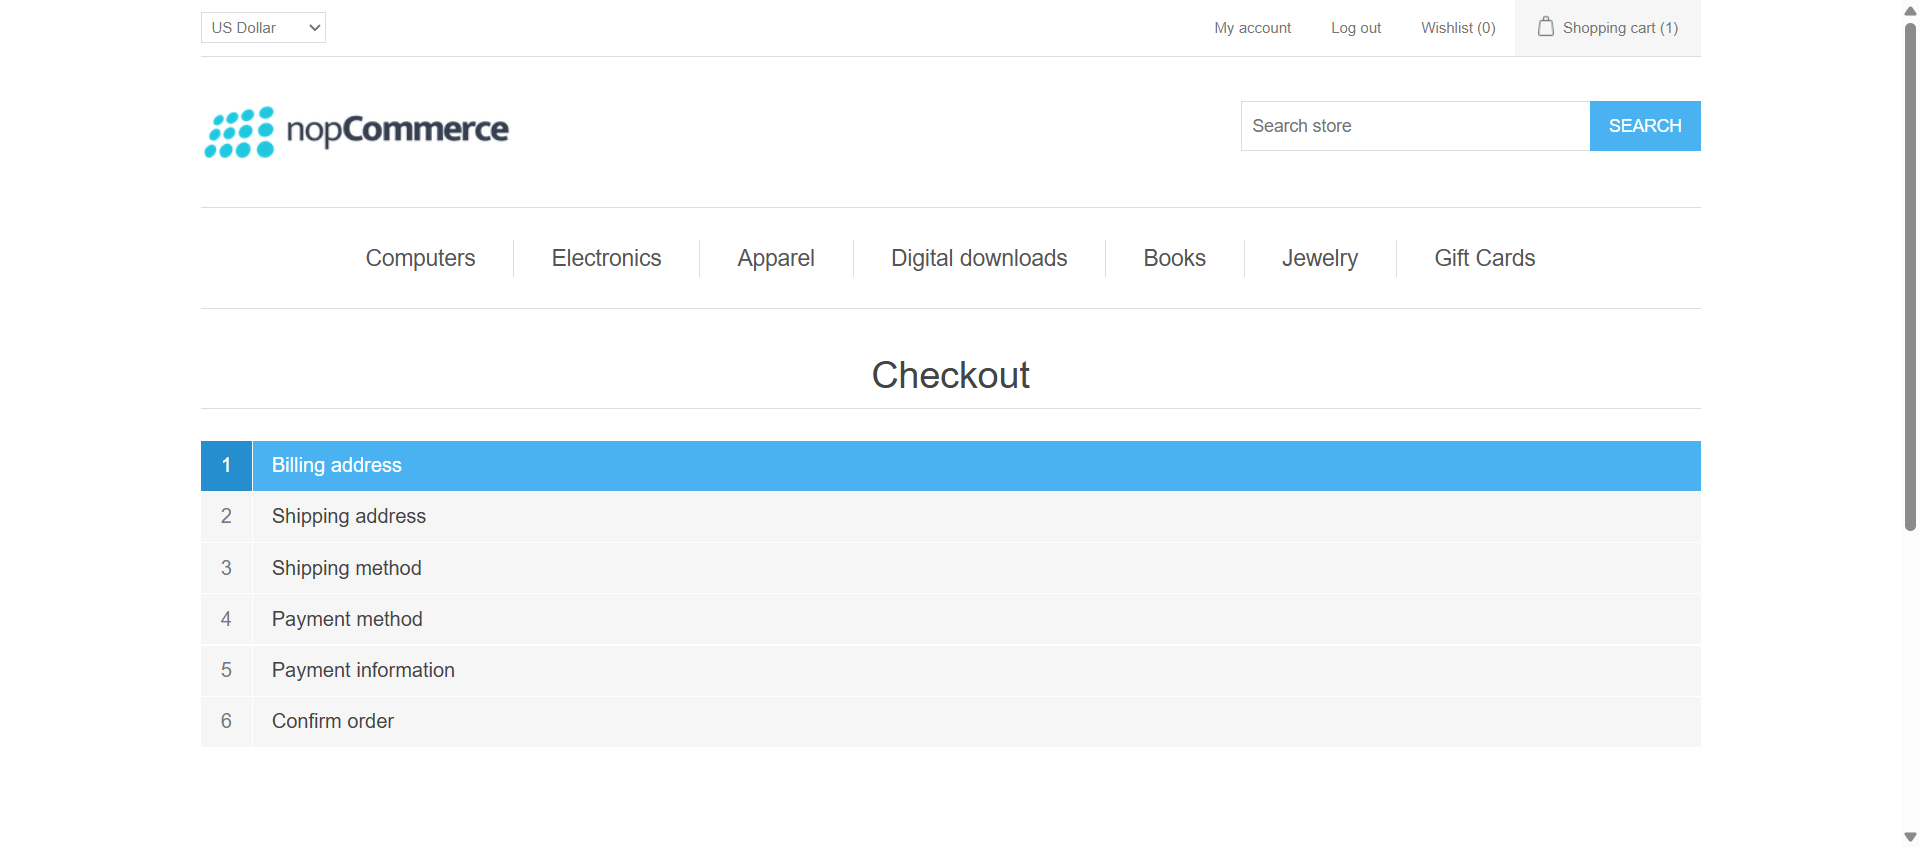 US Dollar
My account
Log out
Wishlist (0)
Shopping cart (1)
nopCommerce
Search store
SEARCH
Computers
Electronics
Apparel
Digital downloads
Books
Jewelry
Gift Cards
Checkout
1 Billing address
2 Shipping address
3 Shipping method
4 Payment method
5 Payment information
6 Confirm order